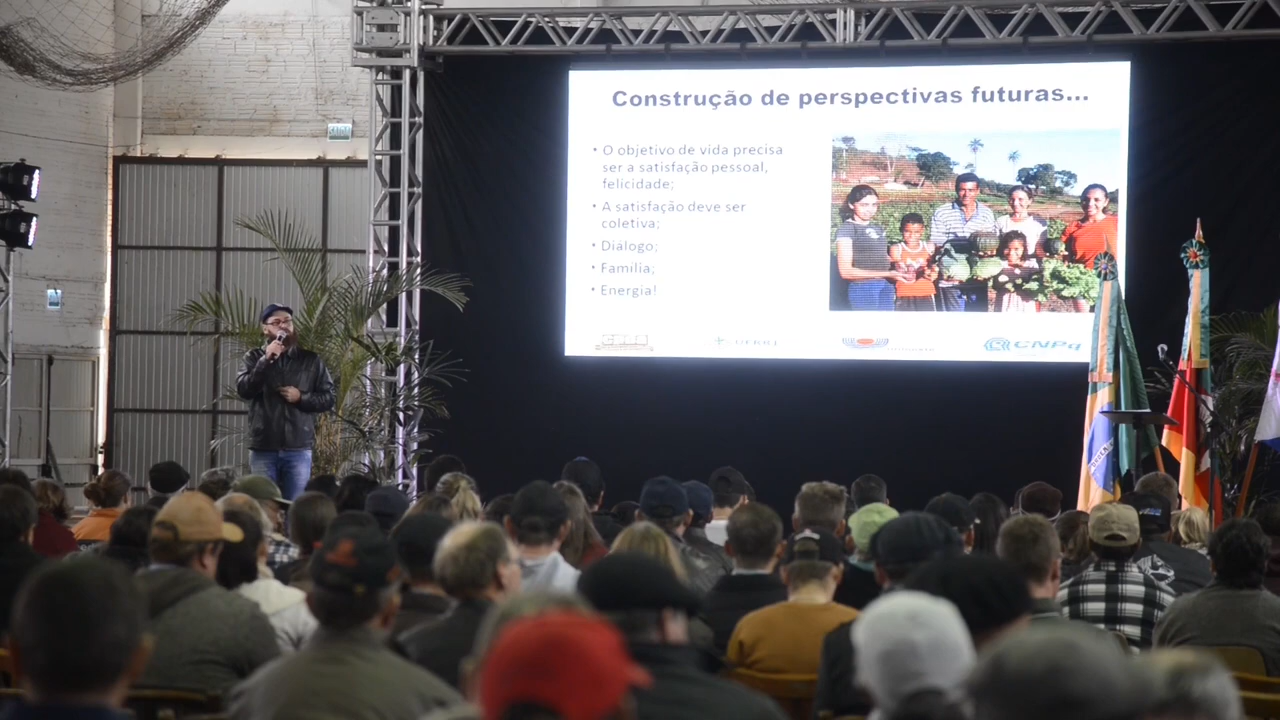 SAÍDA
Construção de perspectivas futuras...
• O objetivo de vida precisa
ser a satisfação pessoal,
felicidade;
• A satisfação deve ser
coletiva;
• Dialogo;
• Familia;
• Energia!
CNPq